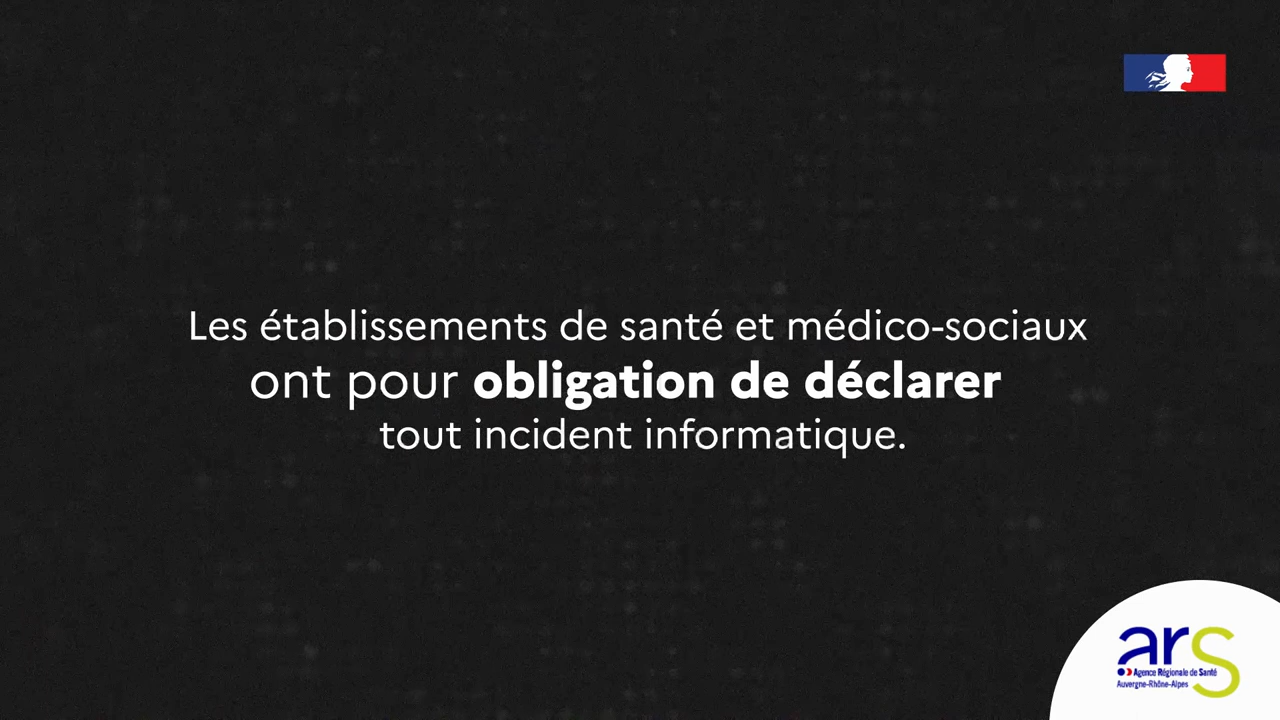 Les établissements de santé et médico-sociaux
ont pour obligation de déclarer
tout incident informatique.
ars
Agence Régionale de Santé
Auvergne-Rhône-Alpes